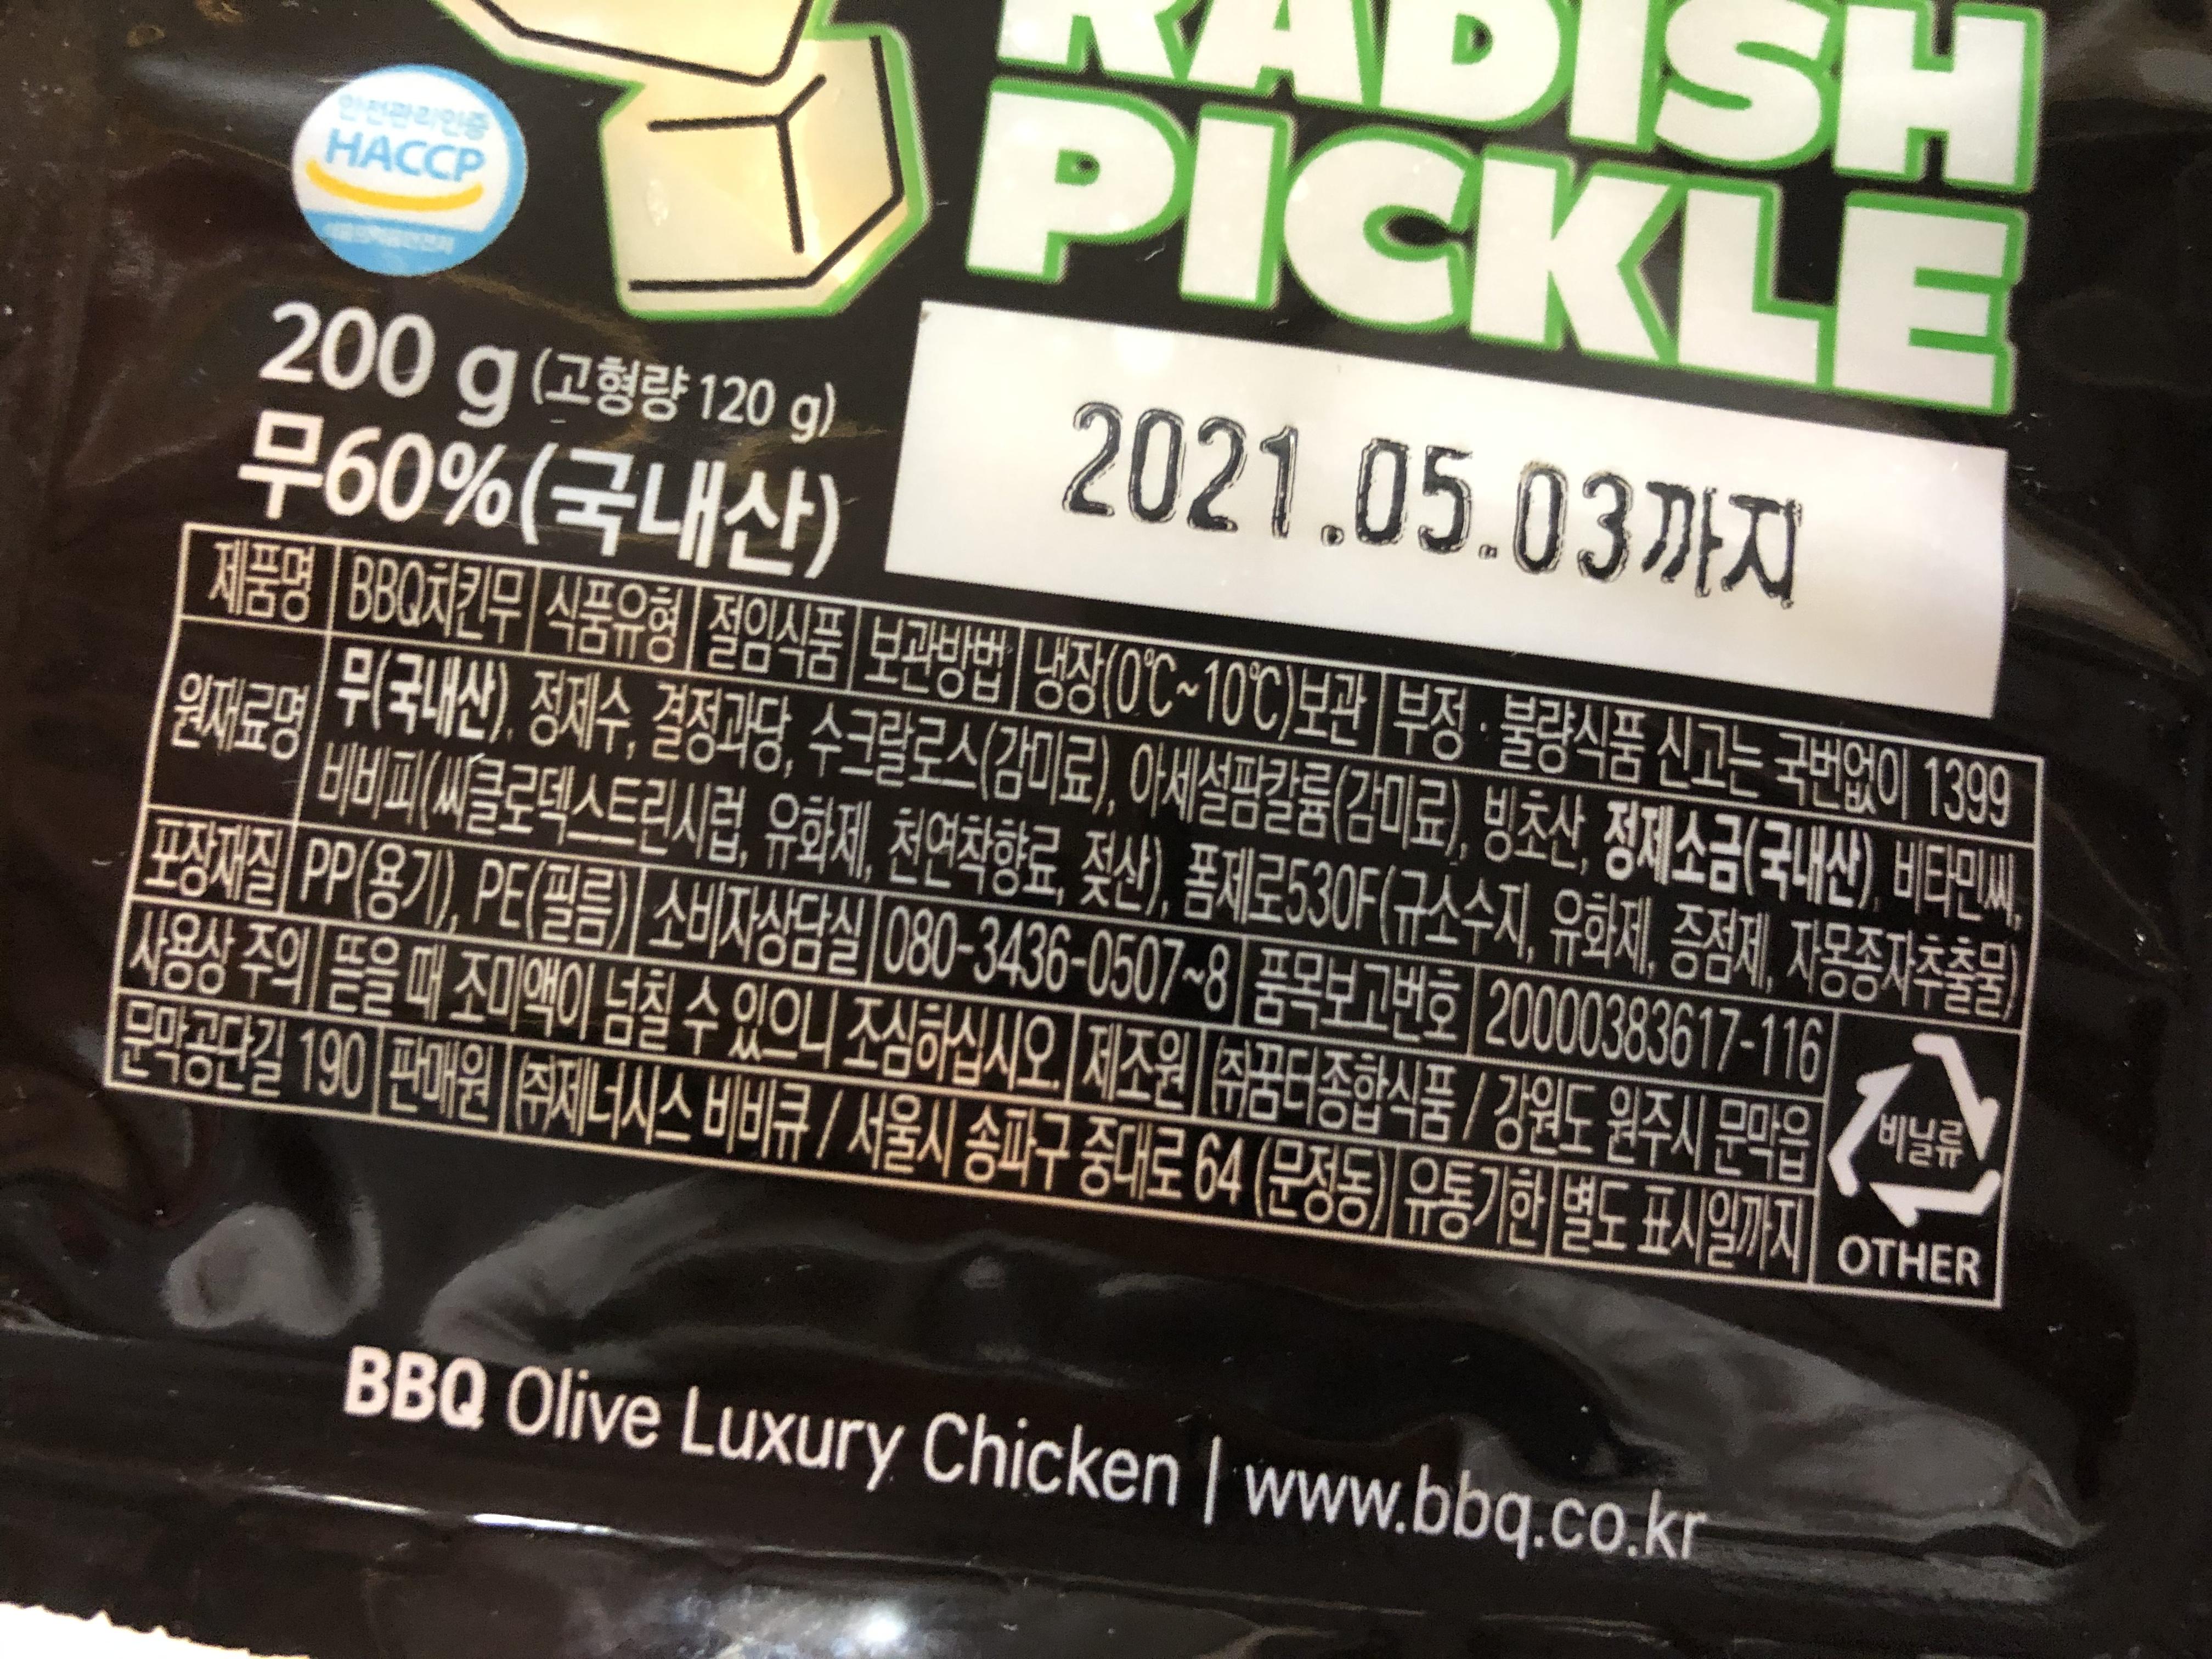 RADISH
PICKLE
안전관리인증
HACCP
식품의약품안전처
200 g (고형량 120 g)
무60%(국내산)
2021.05.03까지
제품명 BBQ치킨무 식품유형 절임식품 보관방법 냉장(0℃~10℃)보관 부정·불량식품 신고는 국번없이 1399
원재료명 무(국내산), 정제수, 결정과당, 수크랄로스(감미료), 아세설팜칼륨(감미료), 빙초산, 정제소금(국내산), 비타민씨,
비비피(씨클로덱스트린시럽, 유화제, 천연착향료, 젖산), 폼제로530F(규소수지, 유화제, 증점제, 자몽종자추출물)
포장재질 PP(용기), PE(필름) 소비자상담실 080-3436-0507~8 품목보고번호 20000383617-116
사용상 주의 뜯을 때 조미액이 넘칠 수 있으니 조심하십시오. 제조원 ㈜꿈터종합식품 / 강원도 원주시 문막읍
문막공단길 190 판매원 ㈜제너시스 비비큐 / 서울시 송파구 중대로 64 (문정동) 유통기한 별도 표시일까지
비닐류
OTHER
BBQ Olive Luxury Chicken | www.bbq.co.kr